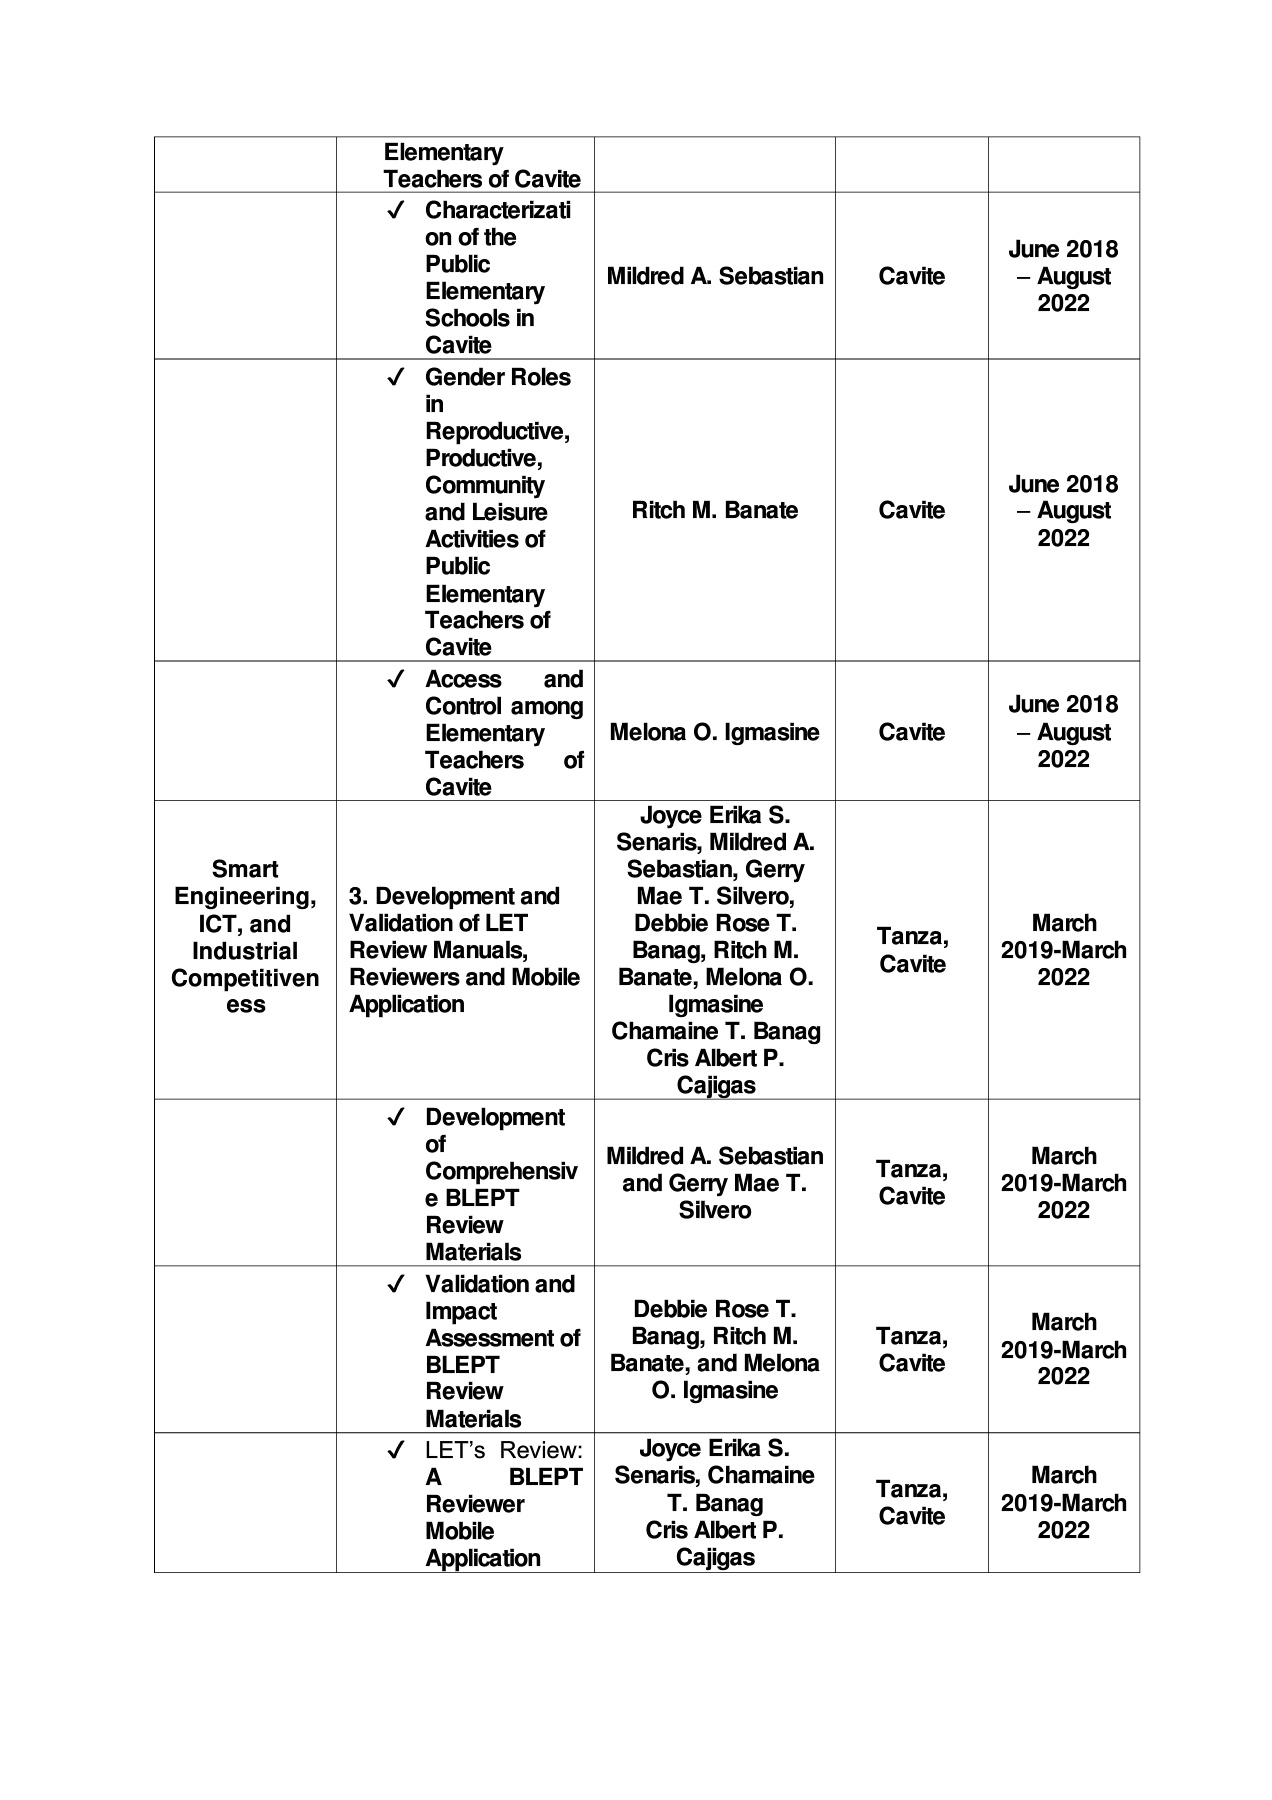 Elementary
Teachers of Cavite
✓ Characterizati
on of the
Public
Elementary
Schools in
Cavite
Mildred A. Sebastian
Cavite
June 2018
– August
2022
✓ Gender Roles
in
Reproductive,
Productive,
Community
and Leisure
Activities of
Public
Elementary
Teachers of
Cavite
Ritch M. Banate
Cavite
June 2018
– August
2022
✓ Access and
Control among
Elementary
Teachers of
Cavite
Melona O. Igmasine
Cavite
June 2018
– August
2022
Smart
Engineering,
ICT, and
Industrial
Competitiven
ess
3. Development and
Validation of LET
Review Manuals,
Reviewers and Mobile
Application
Joyce Erika S.
Senaris, Mildred A.
Sebastian, Gerry
Mae T. Silvero,
Debbie Rose T.
Banag, Ritch M.
Banate, Melona O.
Igmasine
Chamaine T. Banag
Cris Albert P.
Cajigas
Tanza,
Cavite
March
2019-March
2022
✓ Development
of
Comprehensiv
e BLEPT
Review
Materials
Mildred A. Sebastian
and Gerry Mae T.
Silvero
Tanza,
Cavite
March
2019-March
2022
✓ Validation and
Impact
Assessment of
BLEPT
Review
Materials
Debbie Rose T.
Banag, Ritch M.
Banate, and Melona
O. Igmasine
Tanza,
Cavite
March
2019-March
2022
✓ LET’s Review:
A BLEPT
Reviewer
Mobile
Application
Joyce Erika S.
Senaris, Chamaine
T. Banag
Cris Albert P.
Cajigas
Tanza,
Cavite
March
2019-March
2022